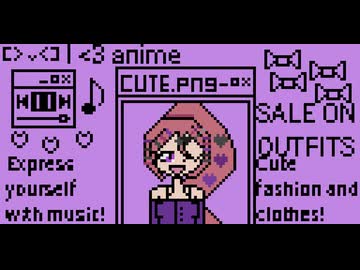 [>v<] | <3 anime
CUTE.png
SALE ON
OUTFITS
Express
yourself
with music!
Cute
fashion and
clothes!